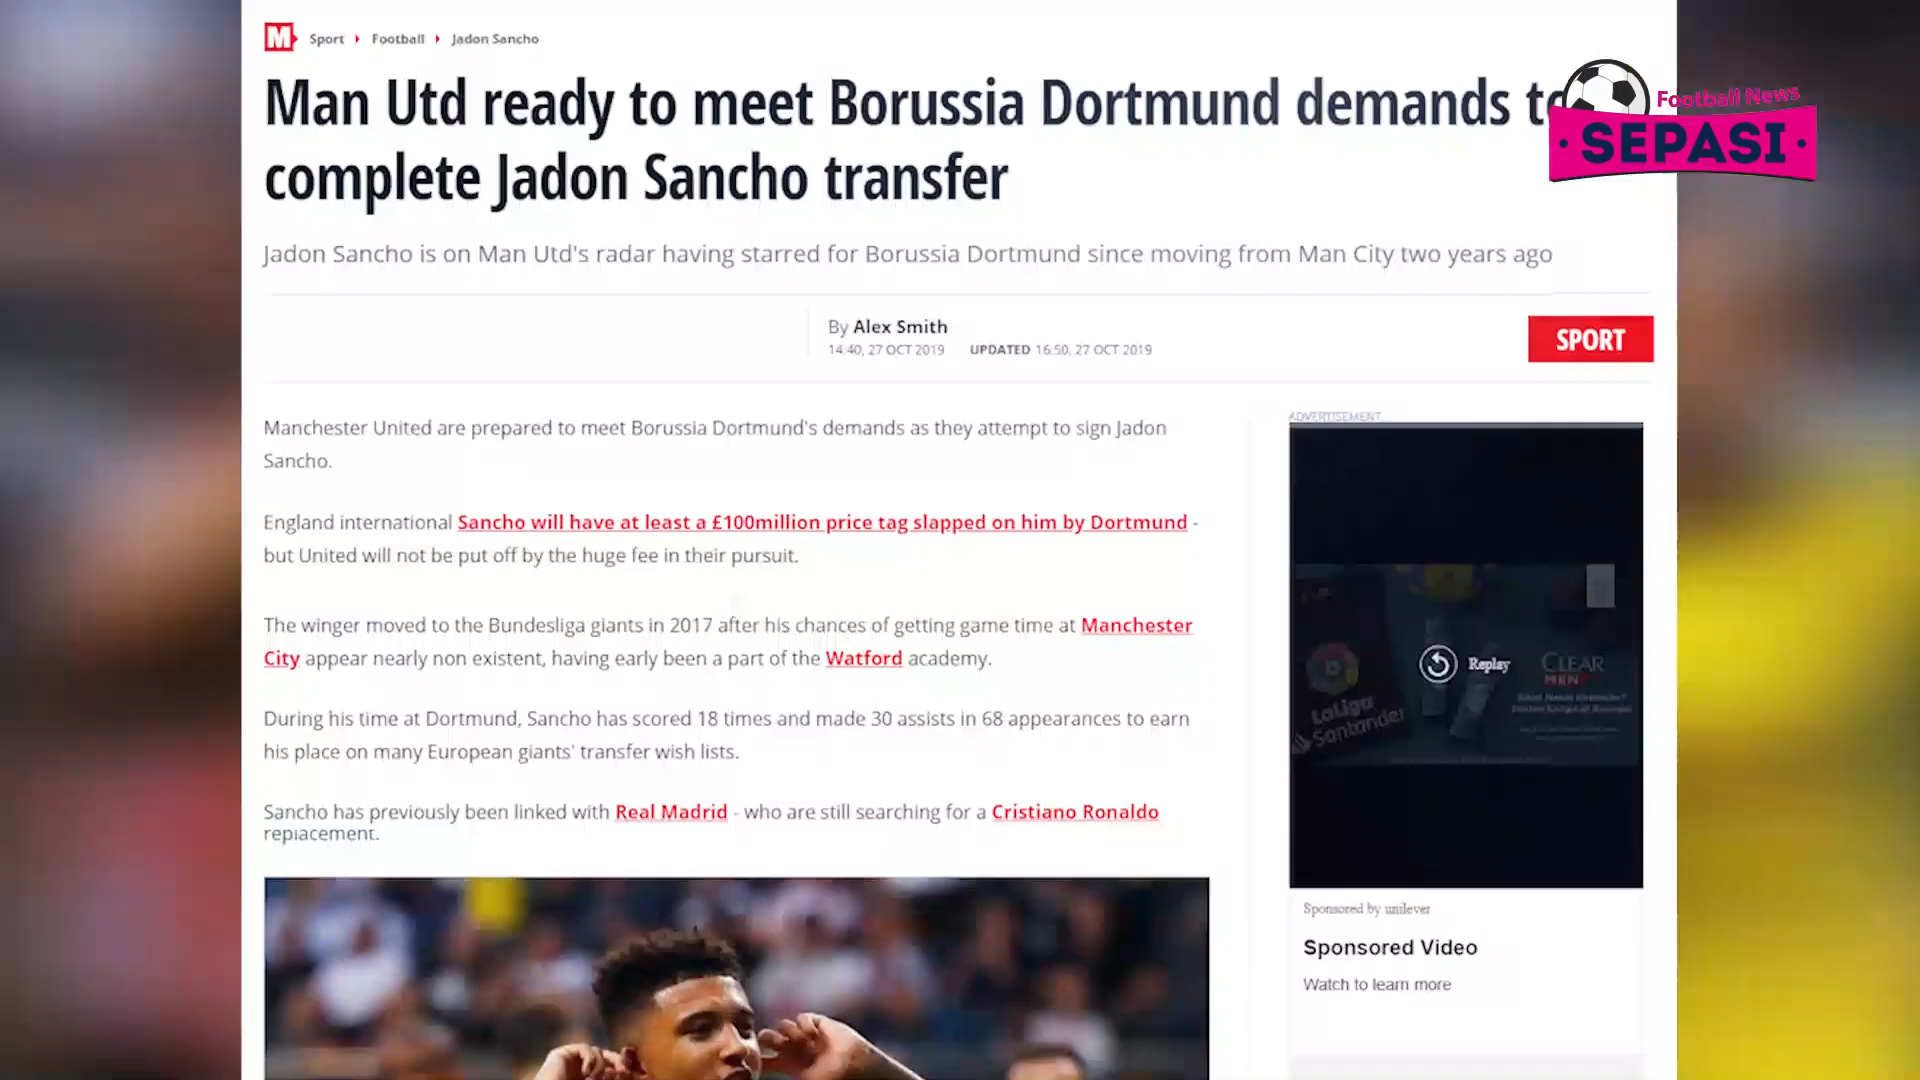 M Sport Football Jadon Sancho
Man Utd ready to meet Borussia Dortmund demands to
complete Jadon Sancho transfer
Football News
SEPASI
Jadon Sancho is on Man Utd's radar having starred for Borussia Dortmund since moving from Man City two years ago
By Alex Smith
14:40, 27 OCT 2019 UPDATED 16:50, 27 OCT 2019
SPORT
Manchester United are prepared to meet Borussia Dortmund's demands as they attempt to sign Jadon
Sancho.
England international Sancho will have at least a £100million price tag slapped on him by Dortmund -
but United will not be put off by the huge fee in their pursuit.
The winger moved to the Bundesliga giants in 2017 after his chances of getting game time at Manchester
City appear nearly non existent, having early been a part of the Watford academy.
During his time at Dortmund, Sancho has scored 18 times and made 30 assists in 68 appearances to earn
his place on many European giants' transfer wish lists.
Sancho has previously been linked with Real Madrid - who are still searching for a Cristiano Ronaldo
replacement.
ADVERTISEMENT
Replay
CLEAR
MEN
LaLiga
Santander
Sponsored by unilever
Sponsored Video
Watch to learn more